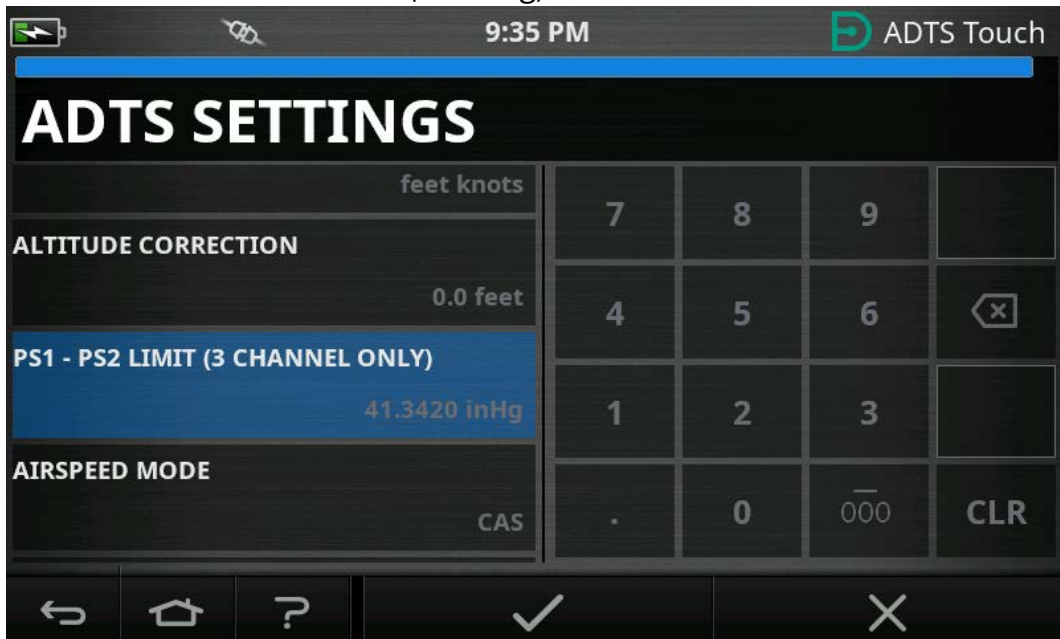 9:35 PM
ADTS Touch
ADTS SETTINGS
feet knots
ALTITUDE CORRECTION
0.0 feet
PS1 - PS2 LIMIT (3 CHANNEL ONLY)
41.3420 inHg
AIRSPEED MODE
CAS
7 8 9
4 5 6
1 2 3
. 0 000 CLR
?